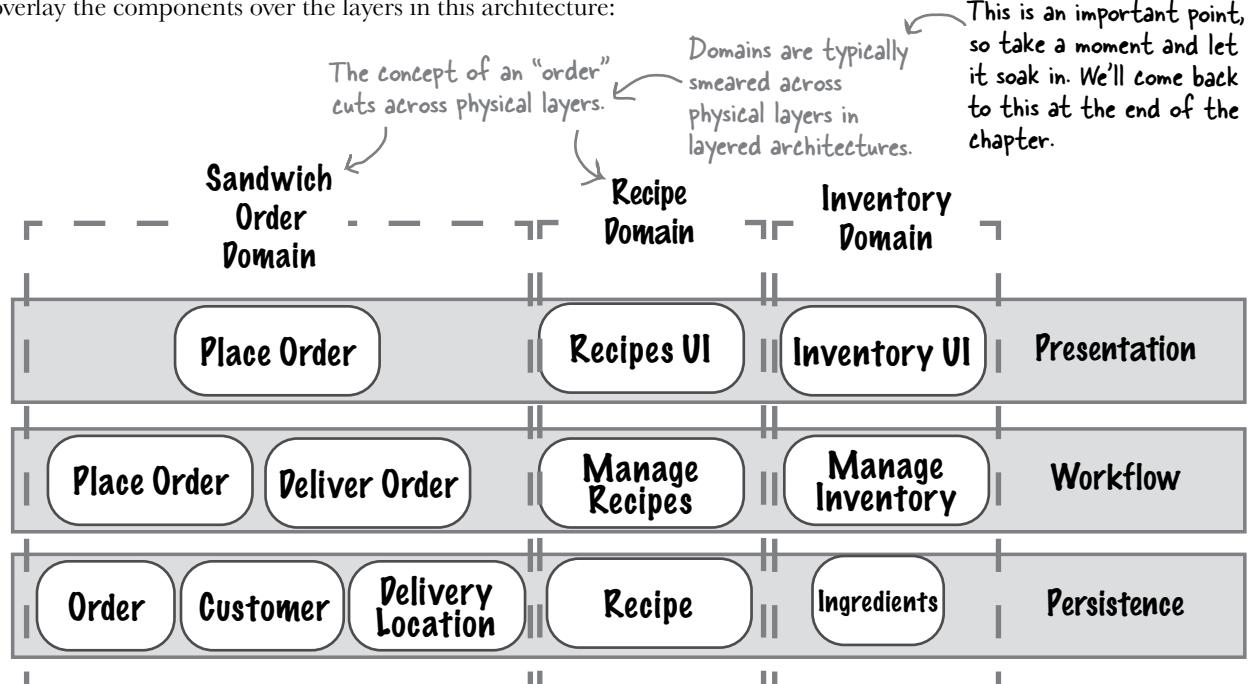 overlay the components over the layers in this architecture:
This is an important point,
so take a moment and let
it soak in. We'll come back
to this at the end of the
chapter.
Domains are typically
smeared across
physical layers in
layered architectures.
The concept of an "order"
cuts across physical layers.
Sandwich
Order
Domain
Recipe
Domain
Inventory
Domain
Place Order
Recipes UI
Inventory UI
Presentation
Place Order
Deliver Order
Manage
Recipes
Manage
Inventory
Workflow
Order
Customer
Delivery
Location
Recipe
Ingredients
Persistence